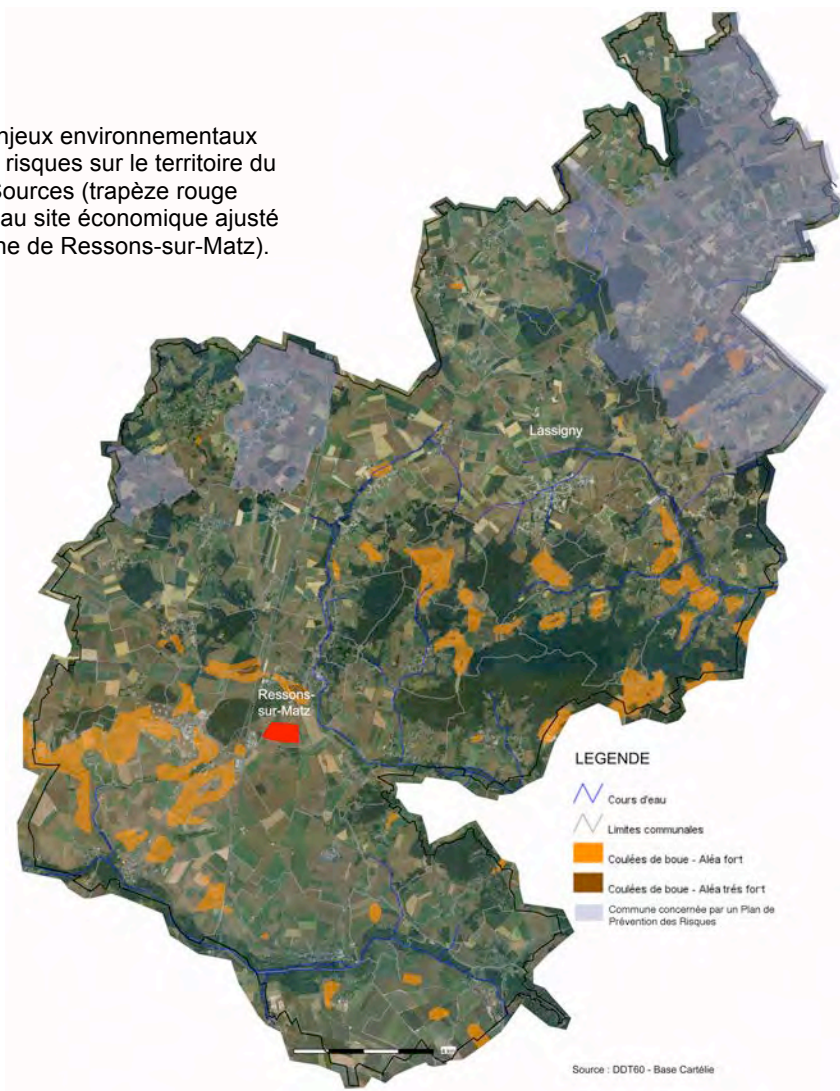 njeux environnementaux
risques sur le territoire du
Sources (trapèze rouge
au site économique ajusté
ne de Ressons-sur-Matz).
Lassigny
Ressons-
sur-Matz
LEGENDE
Cours d'eau
Limites communales
Coulées de boue - Aléa fort
Coulées de boue - Aléa trés fort
Commune concernée par un Plan de
Prévention des Risques
Source : DDT60 - Base Cartélie